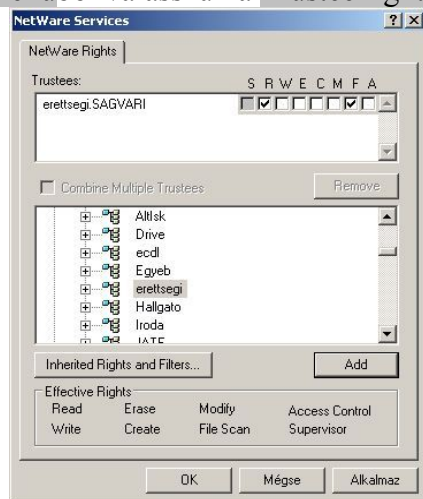 NetWare Services
NetWare Rights
Trustees: S R W E C M F A
erettsegi.SAGVARI
Combine Multiple Trustees Remove
AltIsk
Drive
ecdl
Egyeb
erettsegi
Hallgato
Iroda
JATE
Inherited Rights and Filters... Add
Effective Rights
Read Erase Modify Access Control
Write Create File Scan Supervisor
OK Mégse Alkalmaz